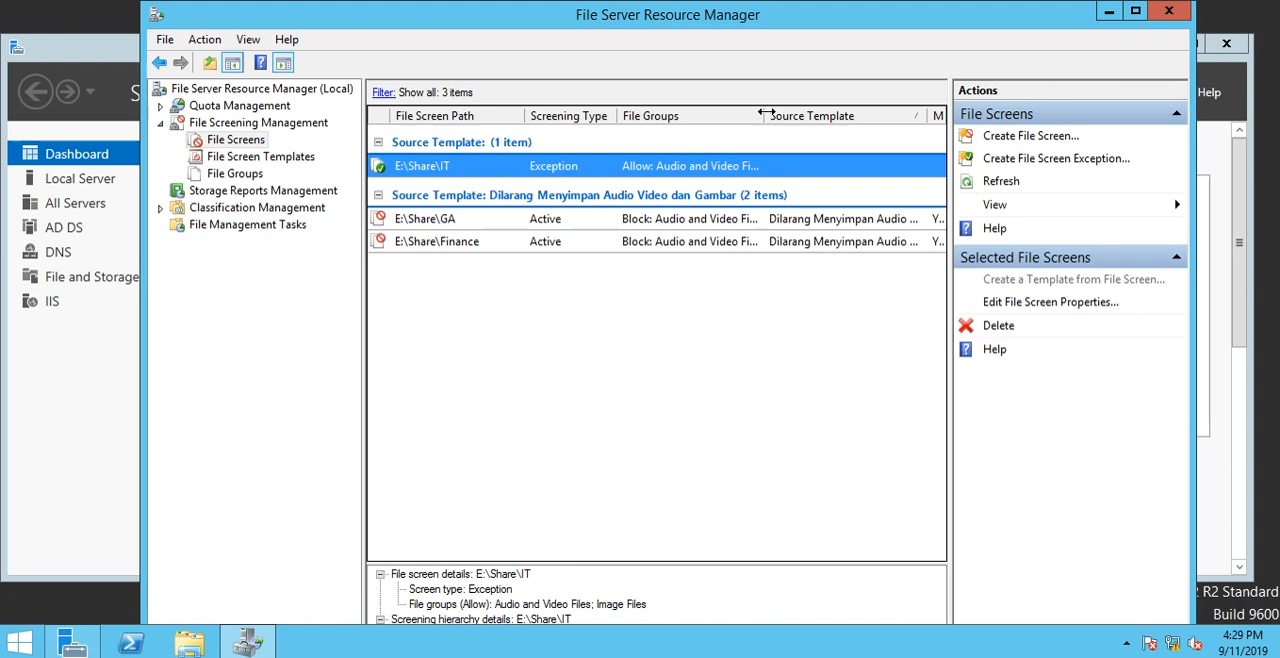 File Server Resource Manager
File Action View Help
File Server Resource Manager (Local)
Quota Management
File Screening Management
File Screens
File Screen Templates
File Groups
Storage Reports Management
Classification Management
File Management Tasks
Filter: Show all: 3 items
File Screen Path Screening Type File Groups Source Template M
Source Template: (1 item)
E:\Share\IT Exception Allow: Audio and Video Fi...
Source Template: Dilarang Menyimpan Audio Video dan Gambar (2 items)
E:\Share\GA Active Block: Audio and Video Fi... Dilarang Menyimpan Audio ... Y...
E:\Share\Finance Active Block: Audio and Video Fi... Dilarang Menyimpan Audio ... Y...
File screen details: E:\Share\IT
Screen type: Exception
File groups (Allow): Audio and Video Files; Image Files
Screening hierarchy details: E:\Share\IT
Actions
File Screens
Create File Screen...
Create File Screen Exception...
Refresh
View
Help
Selected File Screens
Create a Template from File Screen...
Edit File Screen Properties...
Delete
Help
S
Dashboard
Local Server
All Servers
AD DS
DNS
File and Storage
IIS
Help
2 R2 Standard
Build 9600
4:29 PM
9/11/2019